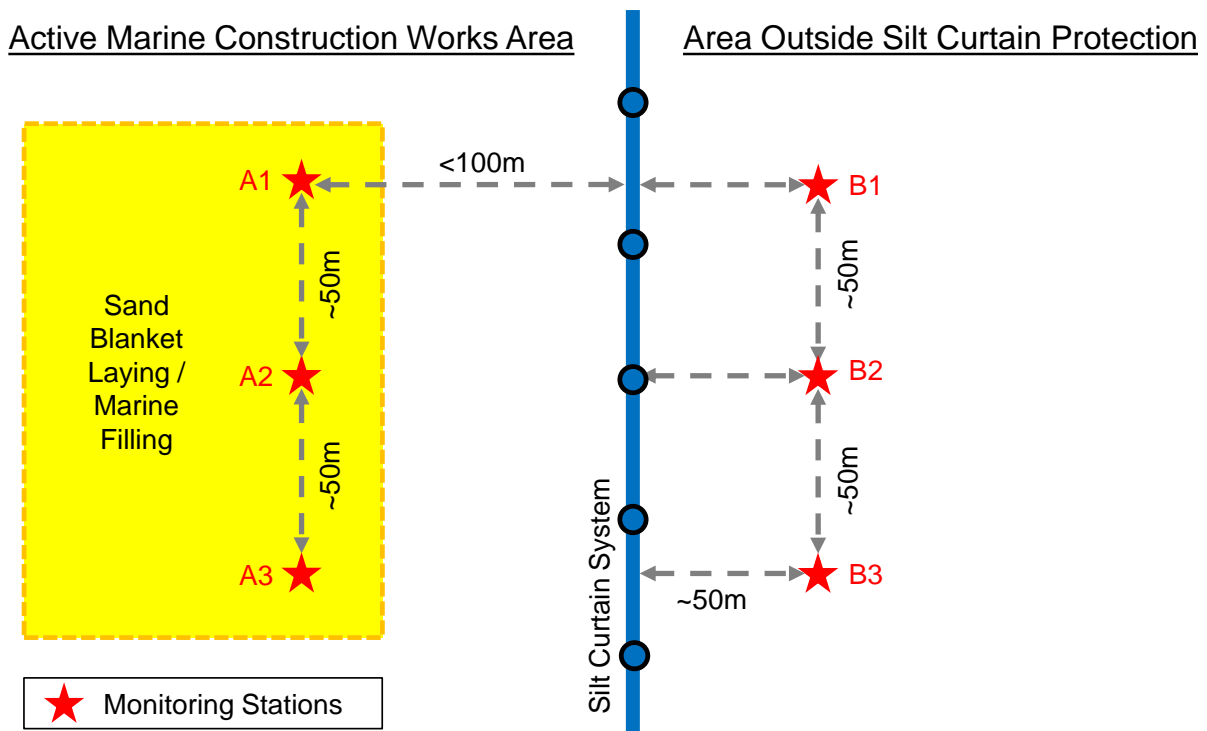 Active Marine Construction Works Area
Area Outside Silt Curtain Protection
<100m
A1
B1
~50m
~50m
Sand
Blanket
Laying /
Marine
Filling
A2
B2
~50m
~50m
A3
B3
~50m
Silt Curtain System
Monitoring Stations